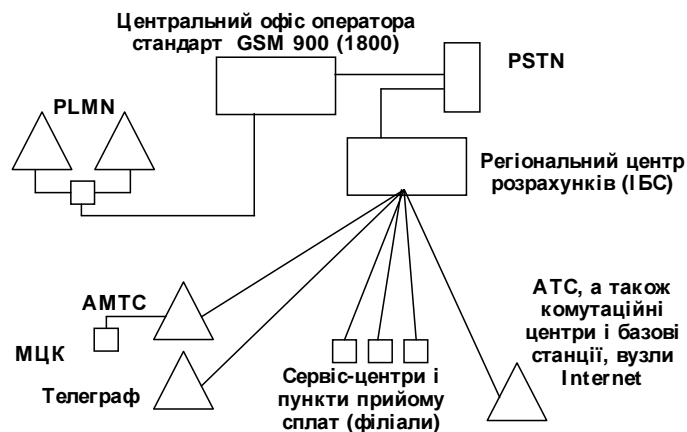 Центральний офіс оператора
стандарт GSM 900 (1800)
PSTN
PLMN
Регіональний центр
розрахунків (ІБС)
АМТС
МЦК
Телеграф
Сервіс-центри і
пункти прийому
сплат (філіали)
АТС, а також
комутаційні
центри і базові
станції, вузли
Internet